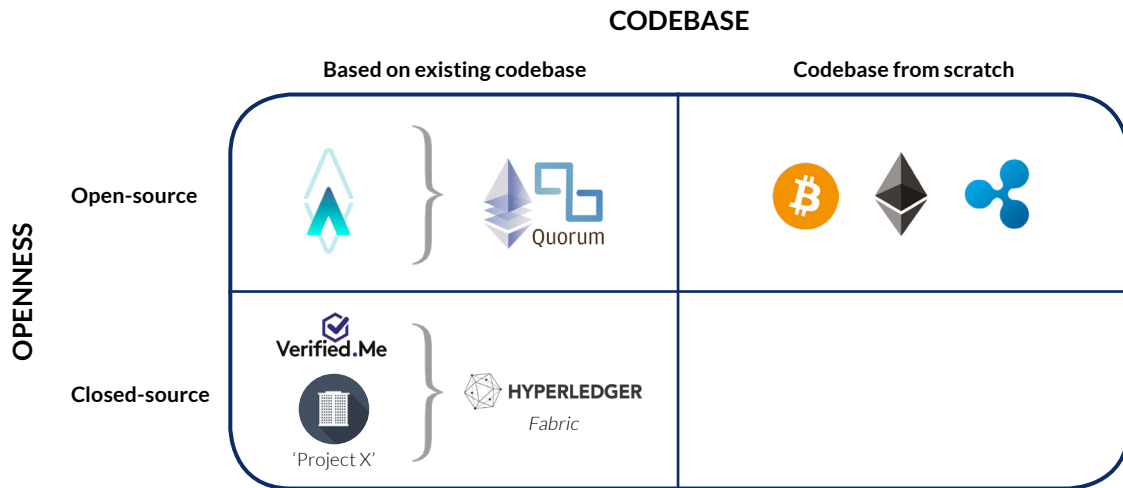 CODEBASE
Based on existing codebase
Codebase from scratch
OPENNESS
Open-source
Quorum
Closed-source
Verified.Me
'Project X'
HYPERLEDGER
Fabric